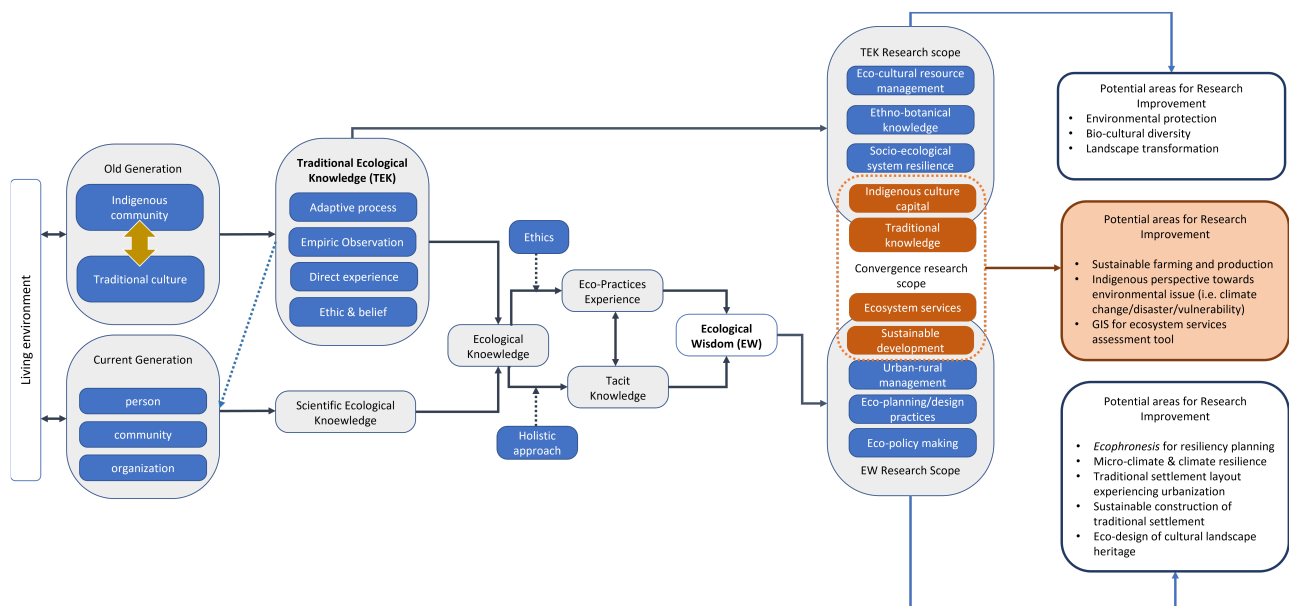 Living environment
Old Generation
Indigenous
community
Traditional culture
Current Generation
person
community
organization
Traditional Ecological
Knowledge (TEK)
Adaptive process
Empiric Observation
Direct experience
Ethic & belief
Scientific Ecological
Knoewledge
Ecological
Knoewledge
Ethics
Holistic
approach
Eco-Practices
Experience
Tacit
Knowledge
Ecological
Wisdom (EW)
TEK Research scope
Eco-cultural resource
management
Ethno-botanical
knowledge
Socio-ecological
system resilience
Indigenous culture
capital
Traditional
knowledge
Convergence research
scope
Ecosystem services
Sustainable
development
Urban-rural
management
Eco-planning/design
practices
Eco-policy making
EW Research Scope
Potential areas for Research
Improvement
• Environmental protection
• Bio-cultural diversity
• Landscape transformation
Potential areas for Research
Improvement
• Sustainable farming and production
• Indigenous perspective towards
environmental issue (i.e. climate
change/disaster/vulnerability)
• GIS for ecosystem services
assessment tool
Potential areas for Research
Improvement
• Ecophronesis for resiliency planning
• Micro-climate & climate resilience
• Traditional settlement layout
experiencing urbanization
• Sustainable construction of
traditional settlement
• Eco-design of cultural landscape
heritage